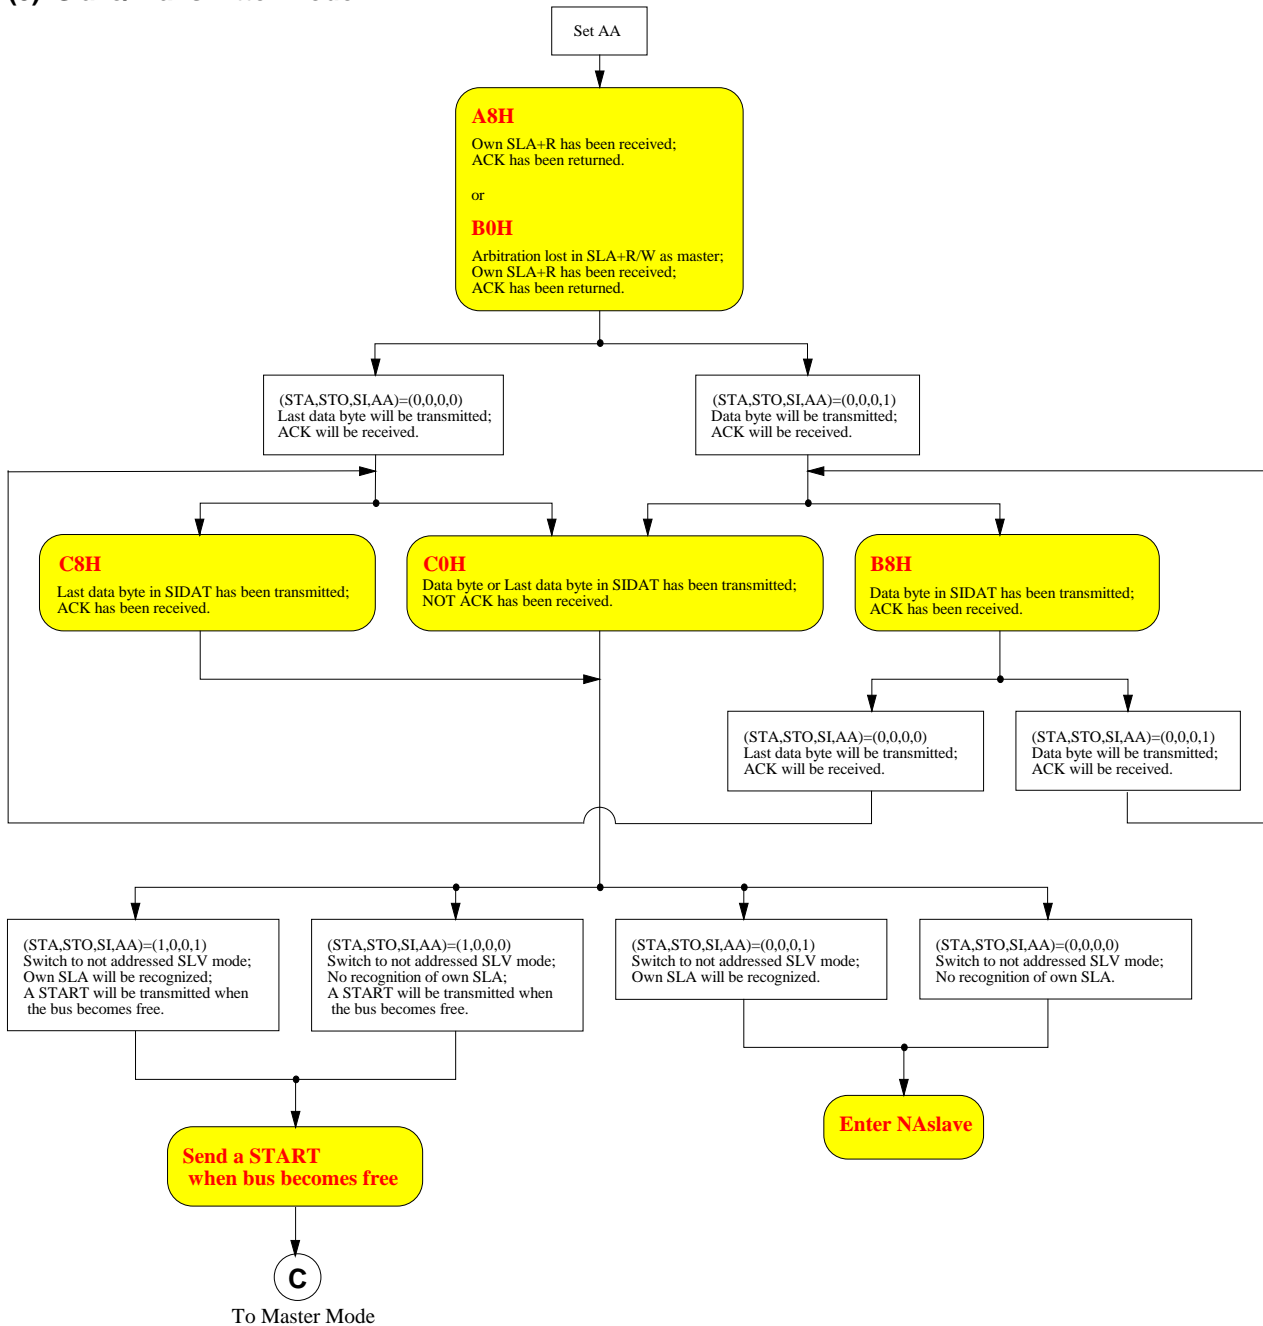 Set AA
A8H
Own SLA+R has been received;
ACK has been returned.
or
B0H
Arbitration lost in SLA+R/W as master;
Own SLA+R has been received;
ACK has been returned.
(STA,STO,SI,AA)=(0,0,0,0)
Last data byte will be transmitted;
ACK will be received.
(STA,STO,SI,AA)=(0,0,0,1)
Data byte will be transmitted;
ACK will be received.
C8H
Last data byte in SIDAT has been transmitted;
ACK has been received.
C0H
Data byte or Last data byte in SIDAT has been transmitted;
NOT ACK has been received.
B8H
Data byte in SIDAT has been transmitted;
ACK has been received.
(STA,STO,SI,AA)=(0,0,0,0)
Last data byte will be transmitted;
ACK will be received.
(STA,STO,SI,AA)=(0,0,0,1)
Data byte will be transmitted;
ACK will be received.
(STA,STO,SI,AA)=(1,0,0,1)
Switch to not addressed SLV mode;
Own SLA will be recognized;
A START will be transmitted when
the bus becomes free.
(STA,STO,SI,AA)=(1,0,0,0)
Switch to not addressed SLV mode;
No recognition of own SLA;
A START will be transmitted when
the bus becomes free.
(STA,STO,SI,AA)=(0,0,0,1)
Switch to not addressed SLV mode;
Own SLA will be recognized.
(STA,STO,SI,AA)=(0,0,0,0)
Switch to not addressed SLV mode;
No recognition of own SLA.
Send a START
when bus becomes free
Enter NAslave
C
To Master Mode